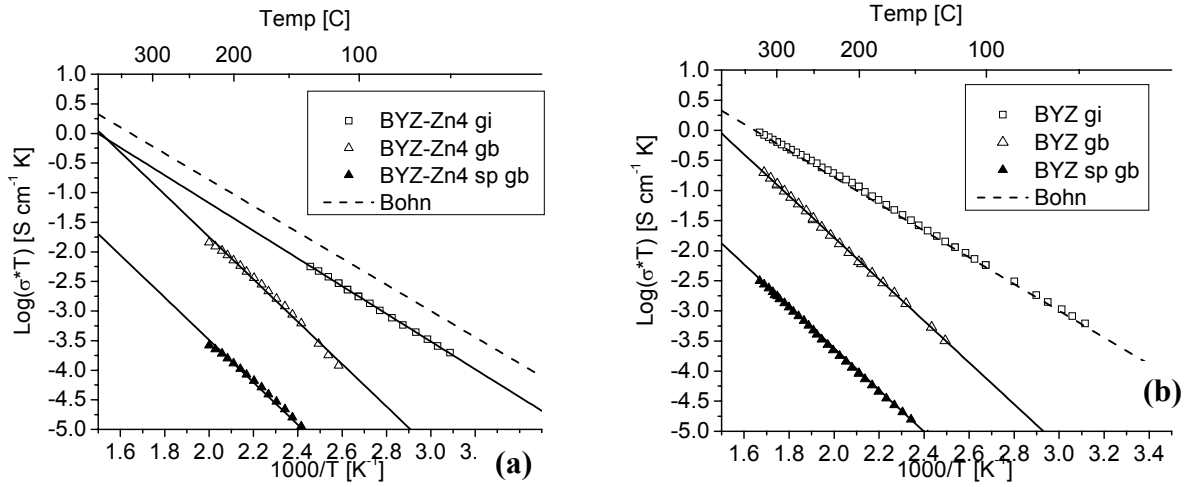 Temp [C]
300 200 100
1.0
0.5
0.0
-0.5
-1.0
-1.5
-2.0
-2.5
-3.0
-3.5
-4.0
-4.5
-5.0
Log(σ*T) [S cm-1 K]
BYZ-Zn4 gi
BYZ-Zn4 gb
BYZ-Zn4 sp gb
Bohn
1.6 1.8 2.0 2.2 2.4 2.6 2.8 3.
1000/T [K-1]
(a)
Temp [C]
300 200 100
1.0
0.5
0.0
-0.5
-1.0
-1.5
-2.0
-2.5
-3.0
-3.5
-4.0
-4.5
-5.0
Log(σ*T) [S cm-1 K]
BYZ gi
BYZ gb
BYZ sp gb
Bohn
1.6 1.8 2.0 2.2 2.4 2.6 2.8 3.0 3.2 3.4
1000/T [K-1]
(b)